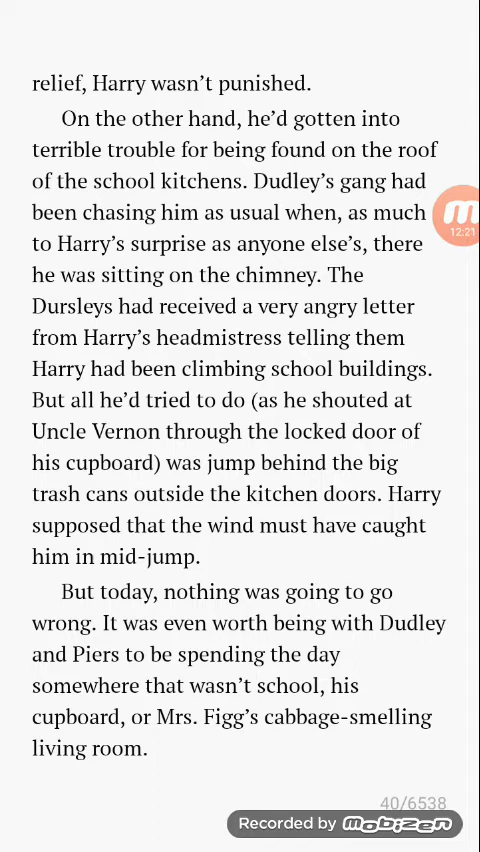 relief, Harry wasn’t punished.
On the other hand, he’d gotten into
terrible trouble for being found on the roof
of the school kitchens. Dudley’s gang had
been chasing him as usual when, as much
to Harry’s surprise as anyone else’s, there
he was sitting on the chimney. The
Dursleys had received a very angry letter
from Harry’s headmistress telling them
Harry had been climbing school buildings.
But all he’d tried to do (as he shouted at
Uncle Vernon through the locked door of
his cupboard) was jump behind the big
trash cans outside the kitchen doors. Harry
supposed that the wind must have caught
him in mid-jump.
But today, nothing was going to go
wrong. It was even worth being with Dudley
and Piers to be spending the day
somewhere that wasn’t school, his
cupboard, or Mrs. Figg’s cabbage-smelling
living room.
m
12:21
40/6538
Recorded by mobizen